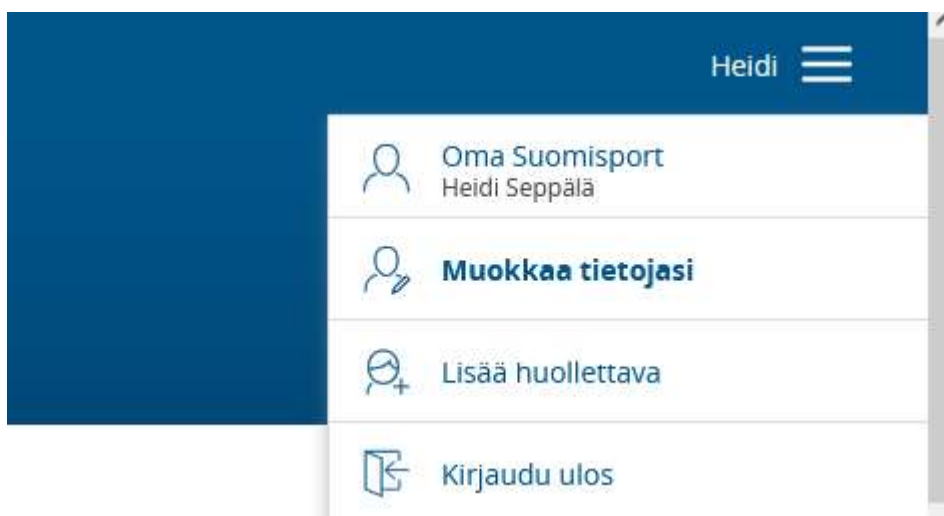 Heidi
Oma Suomisport
Heidi Seppälä
Muokkaa tietojasi
Lisää huollettava
Kirjaudu ulos